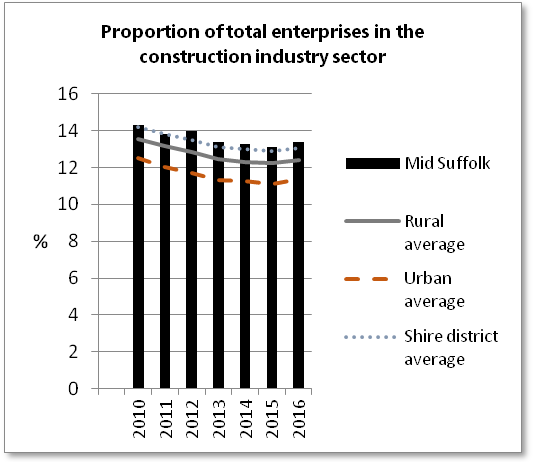 Proportion of total enterprises in the
construction industry sector
16
14
12
10
8
6
4
2
0
%
2010
2011
2012
2013
2014
2015
2016
Mid Suffolk
Rural
average
Urban
average
Shire district
average